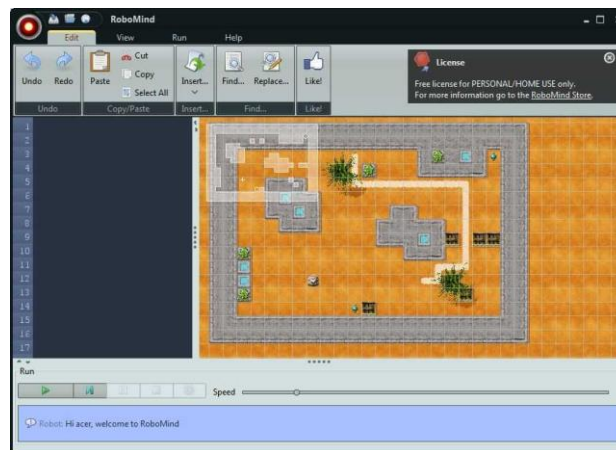 RoboMind
Edit View Run Help
Undo Redo Paste Cut Copy Select All Insert... Find... Replace... Like!
Undo Copy/Paste Insert... Find... Like!
License
Free license for PERSONAL/HOME USE only.
For more information go to the RoboMind Store.
1
2
3
4
5
6
7
8
9
10
11
12
13
14
15
16
17
Run
Speed
Robot: Hi acer, welcome to RoboMind